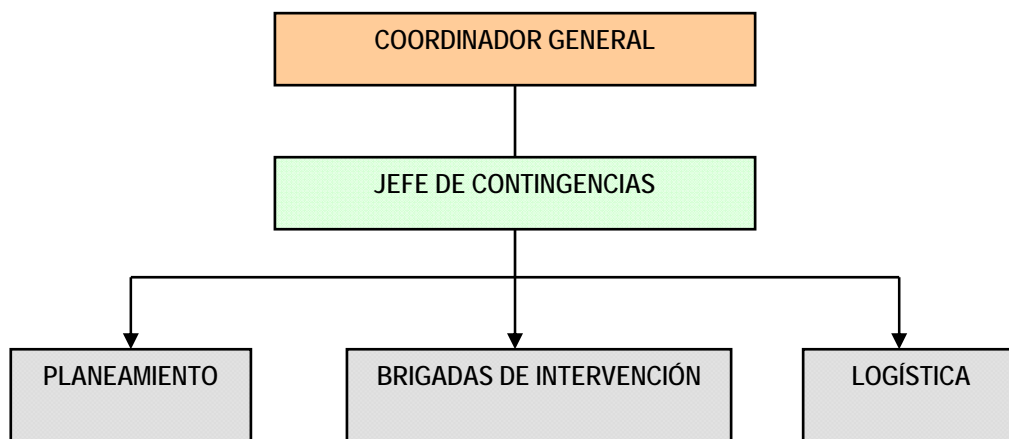 COORDINADOR GENERAL
JEFE DE CONTINGENCIAS
PLANEAMIENTO
BRIGADAS DE INTERVENCIÓN
LOGÍSTICA